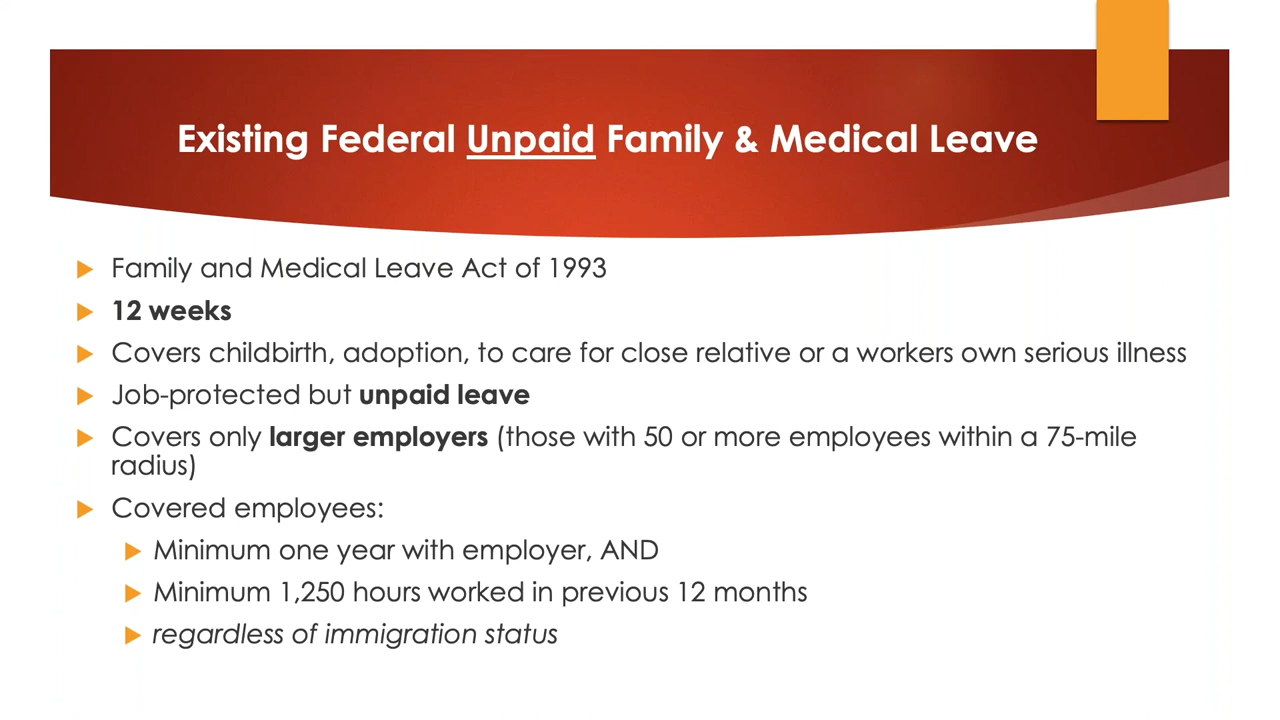 Existing Federal Unpaid Family & Medical Leave
Family and Medical Leave Act of 1993
12 weeks
Covers childbirth, adoption, to care for close relative or a workers own serious illness
Job-protected but unpaid leave
Covers only larger employers (those with 50 or more employees within a 75-mile
radius)
Covered employees:
Minimum one year with employer, AND
Minimum 1,250 hours worked in previous 12 months
regardless of immigration status